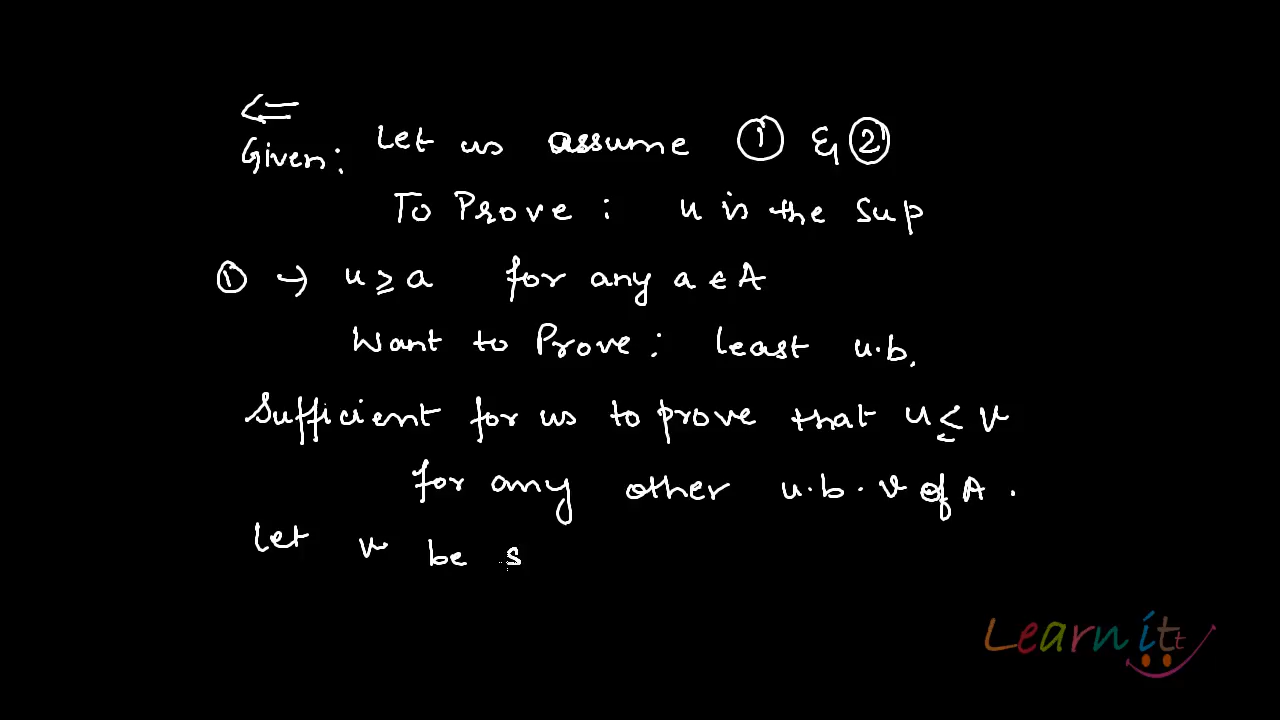 ⇐
Given: Let us assume ① & ②
To Prove : u is the Sup
① → u ≥ a for any a ∈ A
Want to Prove : least u.b.
Sufficient for us to prove that u ≤ v
for any other u.b. v of A .
Let v be s
Learnitt